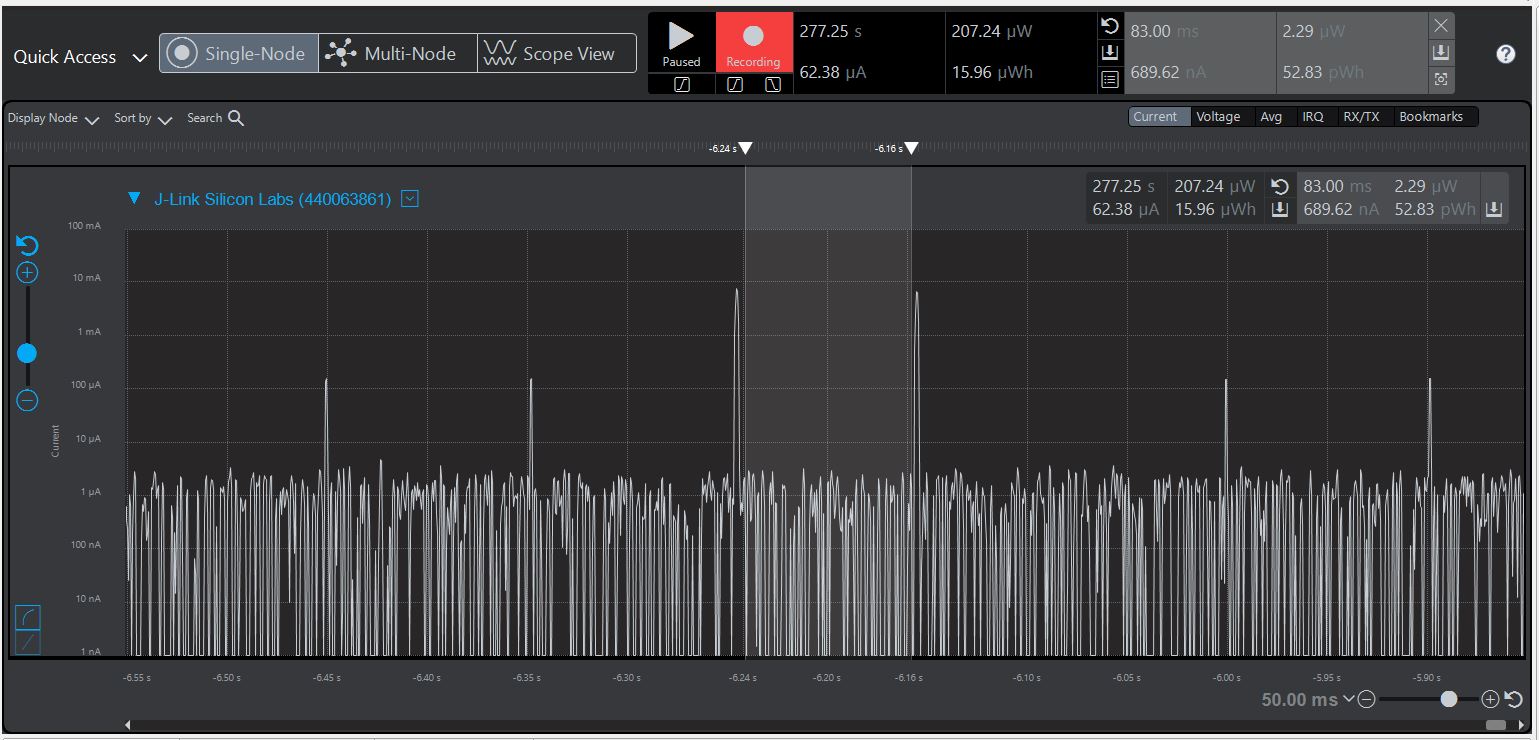 Quick Access
Single-Node
Multi-Node
Scope View
Paused
Recording
277.25 s
62.38 µA
207.24 µW
15.96 µWh
83.00 ms
689.62 nA
2.29 µW
52.83 pWh
?
Display Node
Sort by
Search
Current
Voltage
Avg
IRQ
RX/TX
Bookmarks
-6.24 s
-6.16 s
J-Link Silicon Labs (440063861)
277.25 s
62.38 µA
207.24 µW
15.96 µWh
83.00 ms
689.62 nA
2.29 µW
52.83 pWh
100 mA
10 mA
1 mA
100 µA
10 µA
1 µA
100 nA
10 nA
1 nA
Current
-6.55 s
-6.50 s
-6.45 s
-6.40 s
-6.35 s
-6.30 s
-6.24 s
-6.20 s
-6.16 s
-6.10 s
-6.05 s
-6.00 s
-5.95 s
-5.90 s
50.00 ms